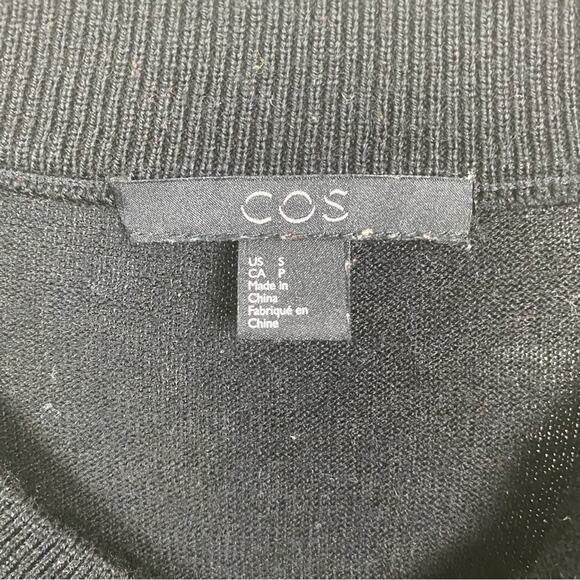 COS
US S
CA P
Made in
China
Fabriqué en
Chine